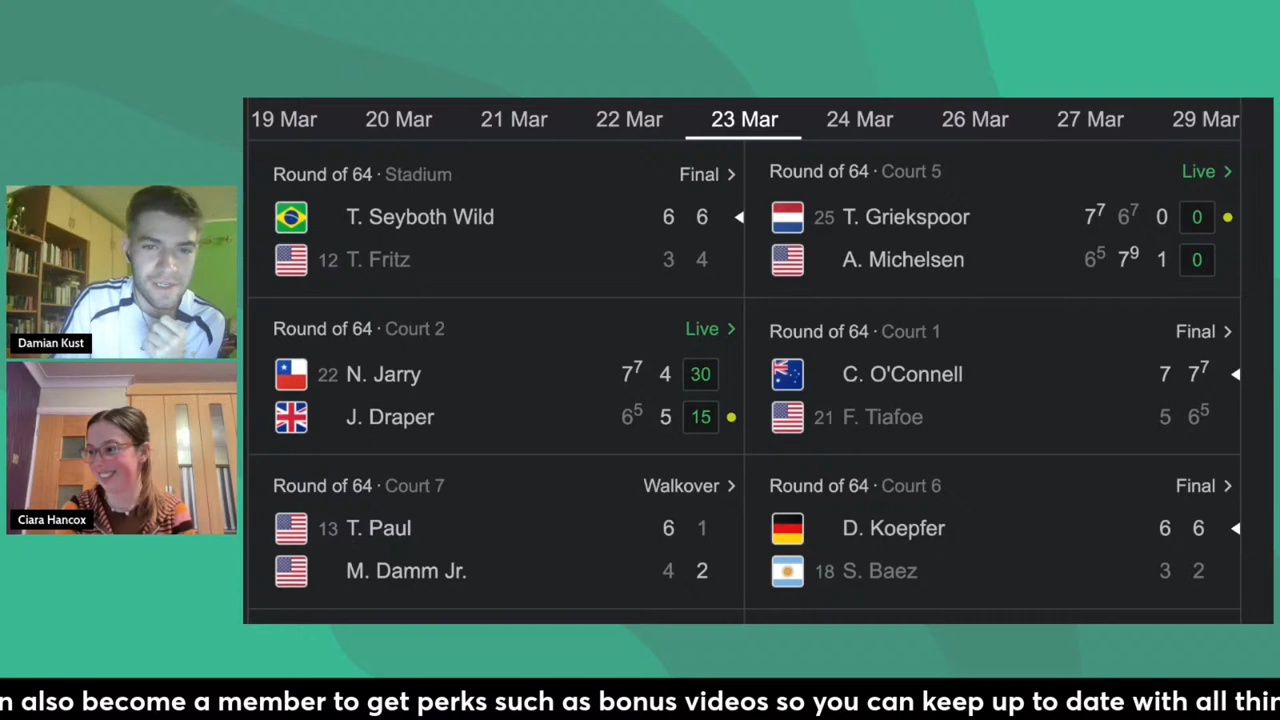 19 Mar 20 Mar 21 Mar 22 Mar 23 Mar 24 Mar 26 Mar 27 Mar 29 Mar
Round of 64 · Stadium Final >
T. Seyboth Wild 6 6
12 T. Fritz 3 4
Round of 64 · Court 5 Live >
25 T. Griekspoor 7⁷ 6⁷ 0 0
A. Michelsen 6⁵ 7⁹ 1 0
Round of 64 · Court 2 Live >
22 N. Jarry 7⁷ 4 30
J. Draper 6⁵ 5 15
Round of 64 · Court 1 Final >
C. O'Connell 7 7⁷
21 F. Tiafoe 5 6⁵
Round of 64 · Court 7 Walkover >
13 T. Paul 6 1
M. Damm Jr. 4 2
Round of 64 · Court 6 Final >
D. Koepfer 6 6
18 S. Baez 3 2
Damian Kust
Ciara Hancox
n also become a member to get perks such as bonus videos so you can keep up to date with all thin